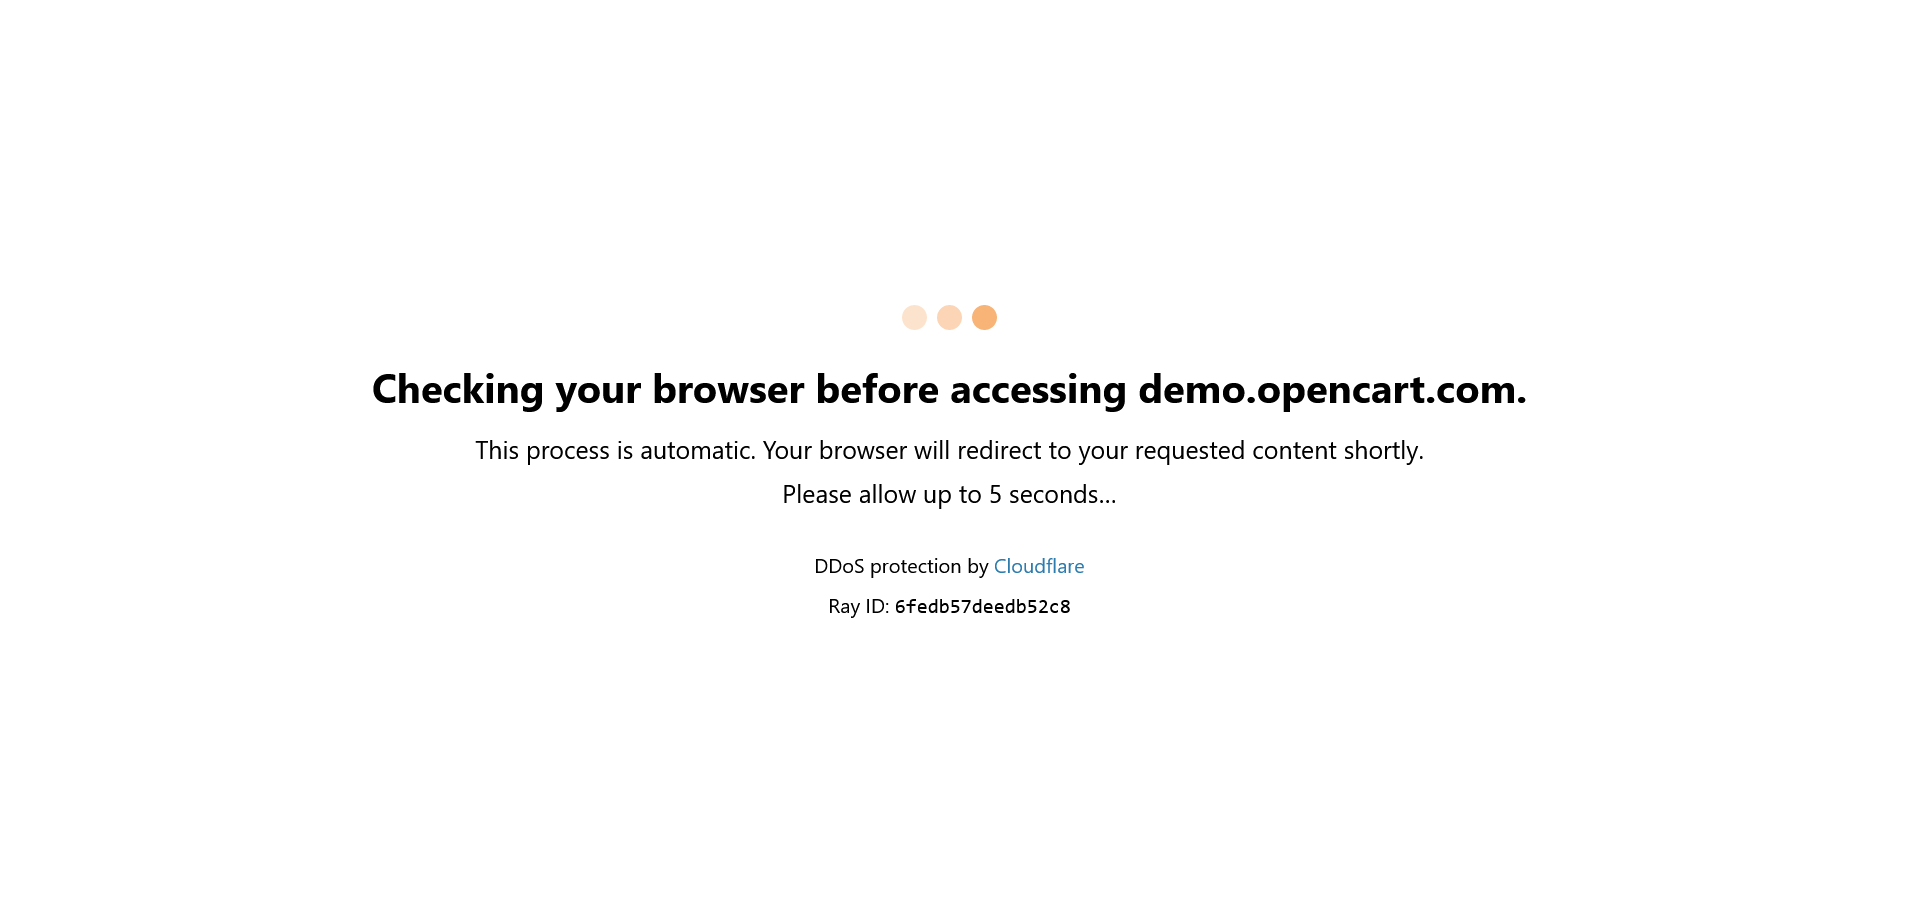 Checking your browser before accessing demo.opencart.com.
This process is automatic. Your browser will redirect to your requested content shortly.
Please allow up to 5 seconds...
DDoS protection by Cloudflare
Ray ID: 6fedb57deedb52c8